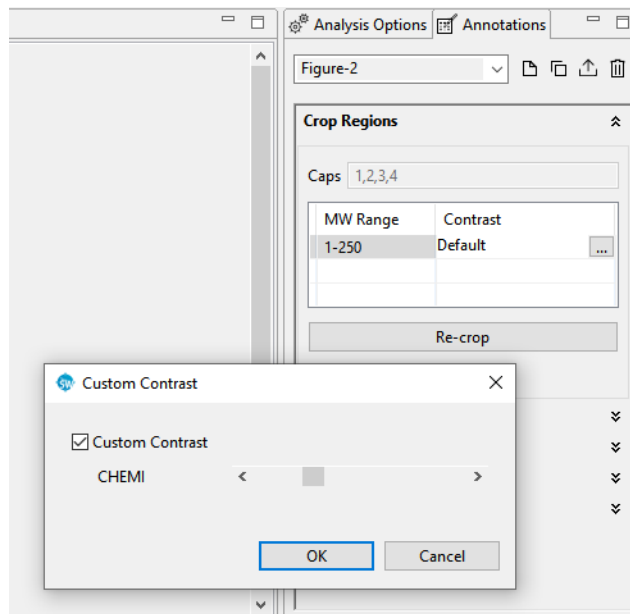 Analysis Options Annotations
Figure-2
Crop Regions
Caps 1,2,3,4
MW Range Contrast
1-250 Default ...
Re-crop
SW Custom Contrast
Custom Contrast
CHEMI
OK Cancel